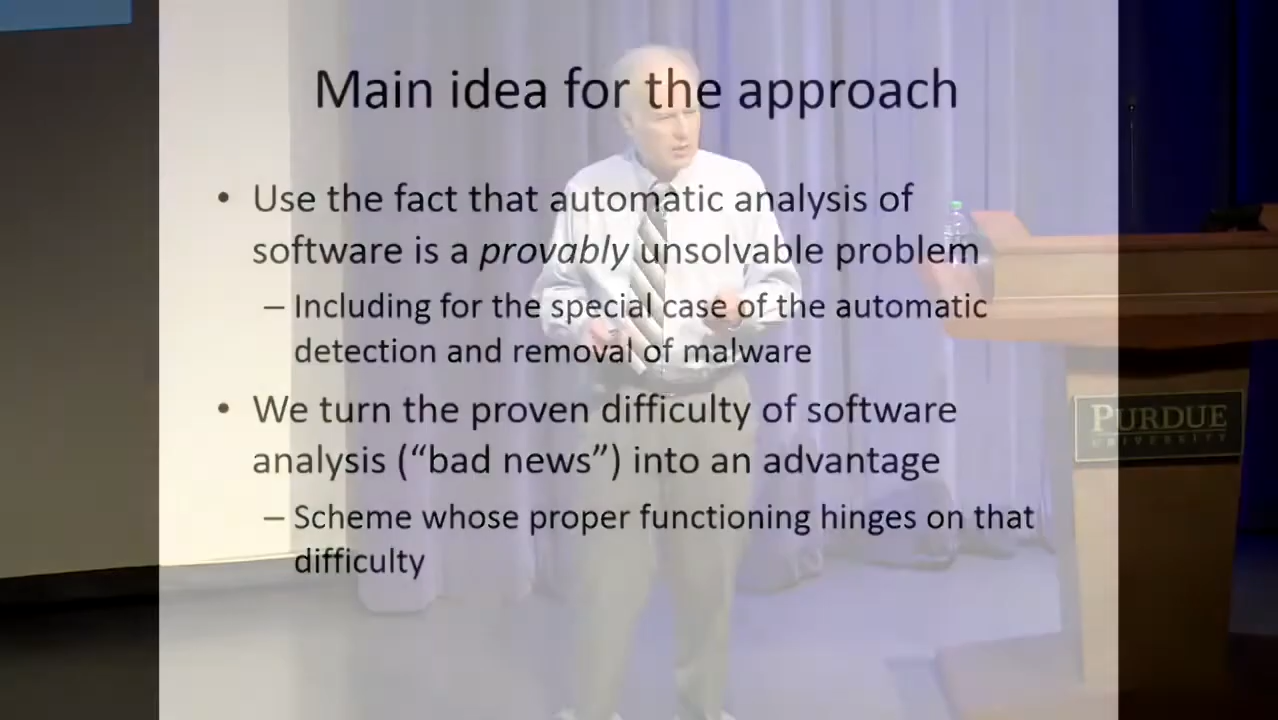 Main idea for the approach
• Use the fact that automatic analysis of
software is a provably unsolvable problem
– Including for the special case of the automatic
detection and removal of malware
• We turn the proven difficulty of software
analysis (“bad news”) into an advantage
– Scheme whose proper functioning hinges on that
difficulty
PURDUE
UNIVERSITY